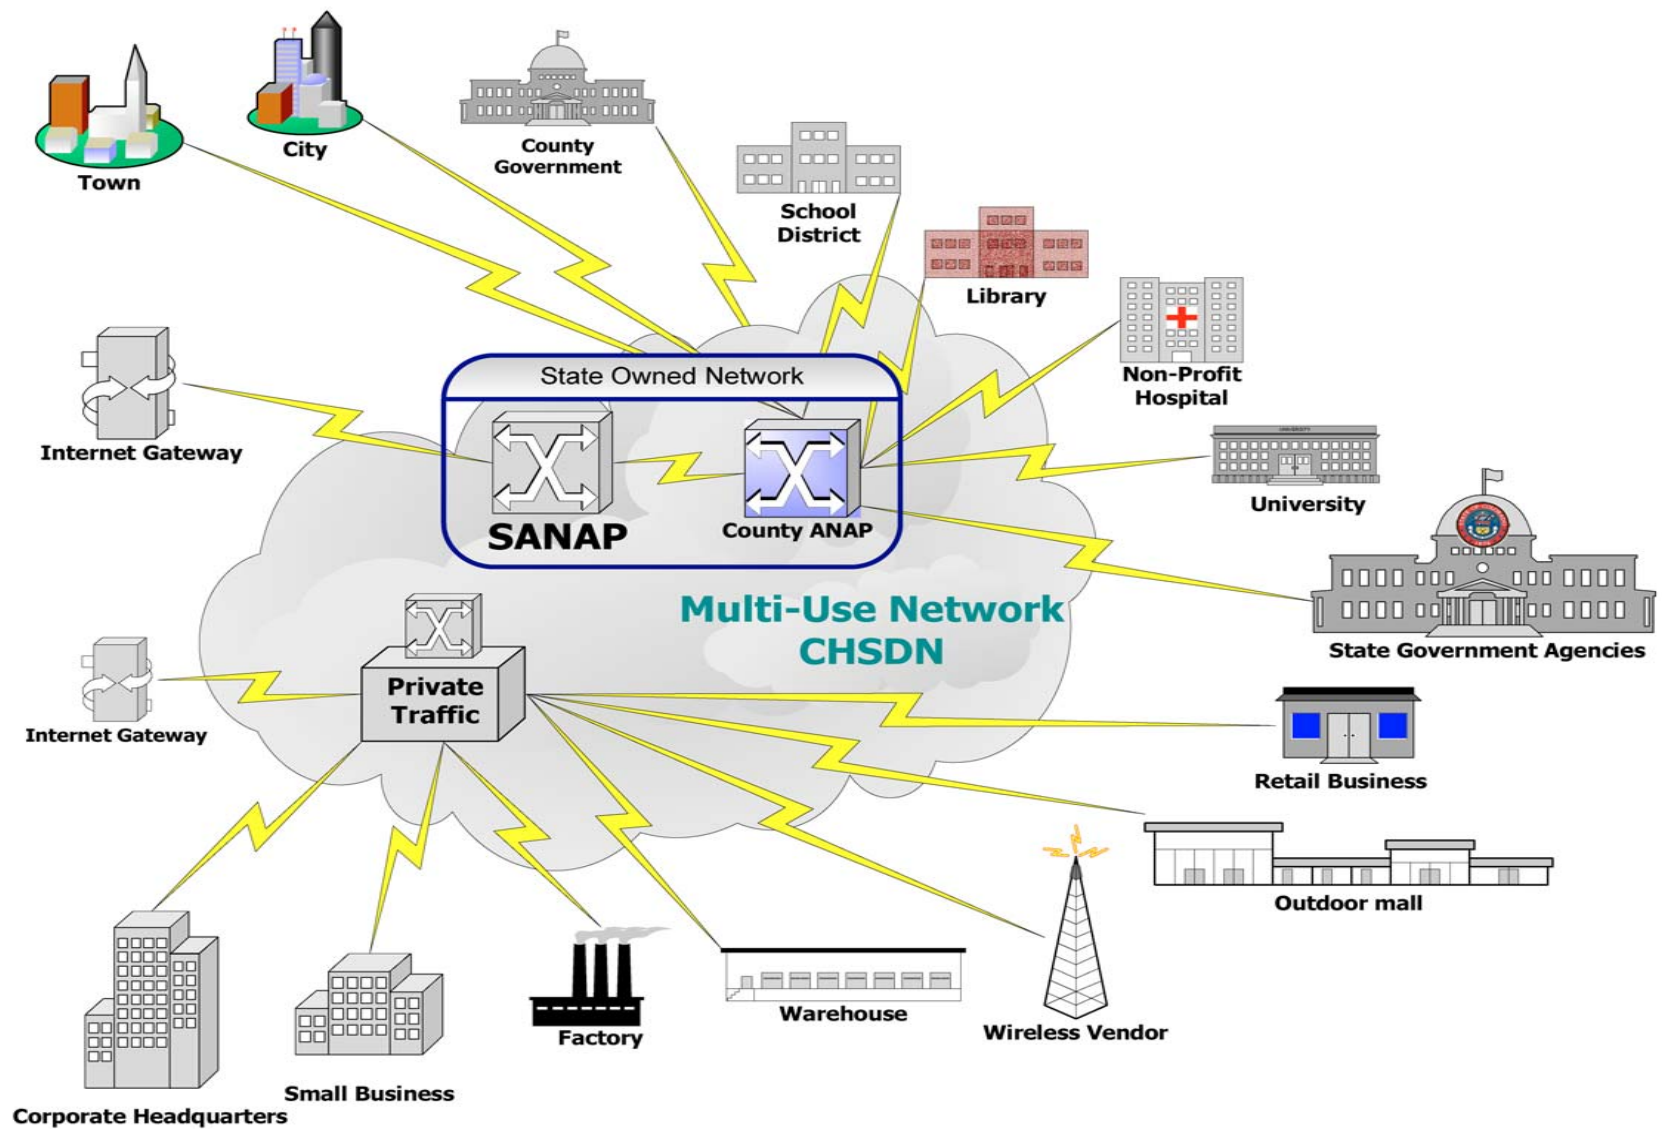 City
County
Government
Town
School
District
Library
Non-Profit
Hospital
State Owned Network
Internet Gateway
UNIVERSITY
University
SANAP
County ANAP
Multi-Use Network
CHSDN
State Government Agencies
Private
Traffic
Internet Gateway
Retail Business
Outdoor mall
Warehouse
Wireless Vendor
Factory
Small Business
Corporate Headquarters